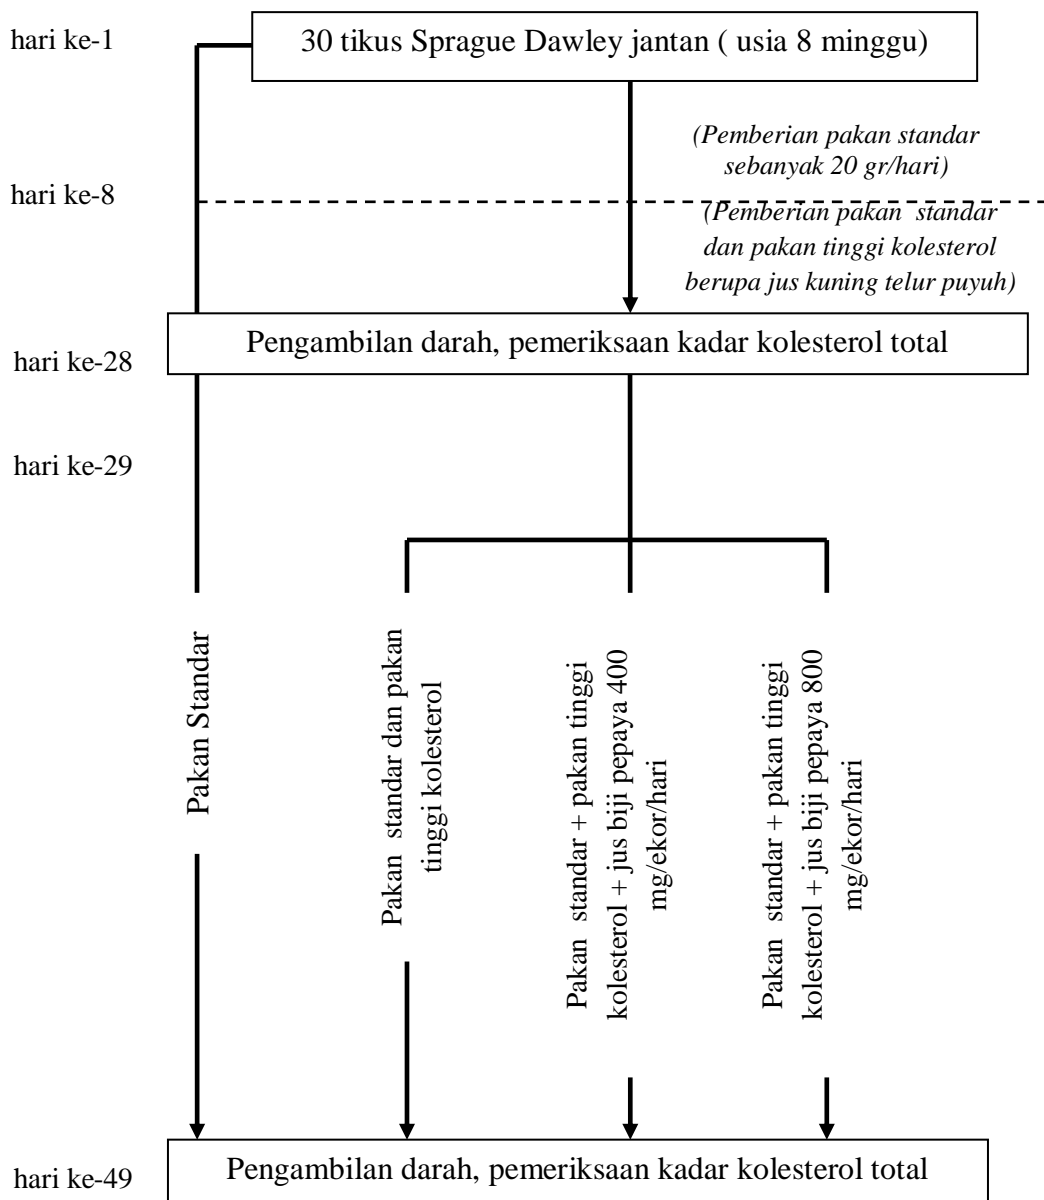 hari ke-1
30 tikus Sprague Dawley jantan ( usia 8 minggu)
(Pemberian pakan standar
sebanyak 20 gr/hari)
hari ke-8
(Pemberian pakan standar
dan pakan tinggi kolesterol
berupa jus kuning telur puyuh)
Pengambilan darah, pemeriksaan kadar kolesterol total
hari ke-28
hari ke-29
Pakan Standar
Pakan standar dan pakan
tinggi kolesterol
Pakan standar + pakan tinggi
kolesterol + jus biji pepaya 400
mg/ekor/hari
Pakan standar + pakan tinggi
kolesterol + jus biji pepaya 800
mg/ekor/hari
Pengambilan darah, pemeriksaan kadar kolesterol total
hari ke-49